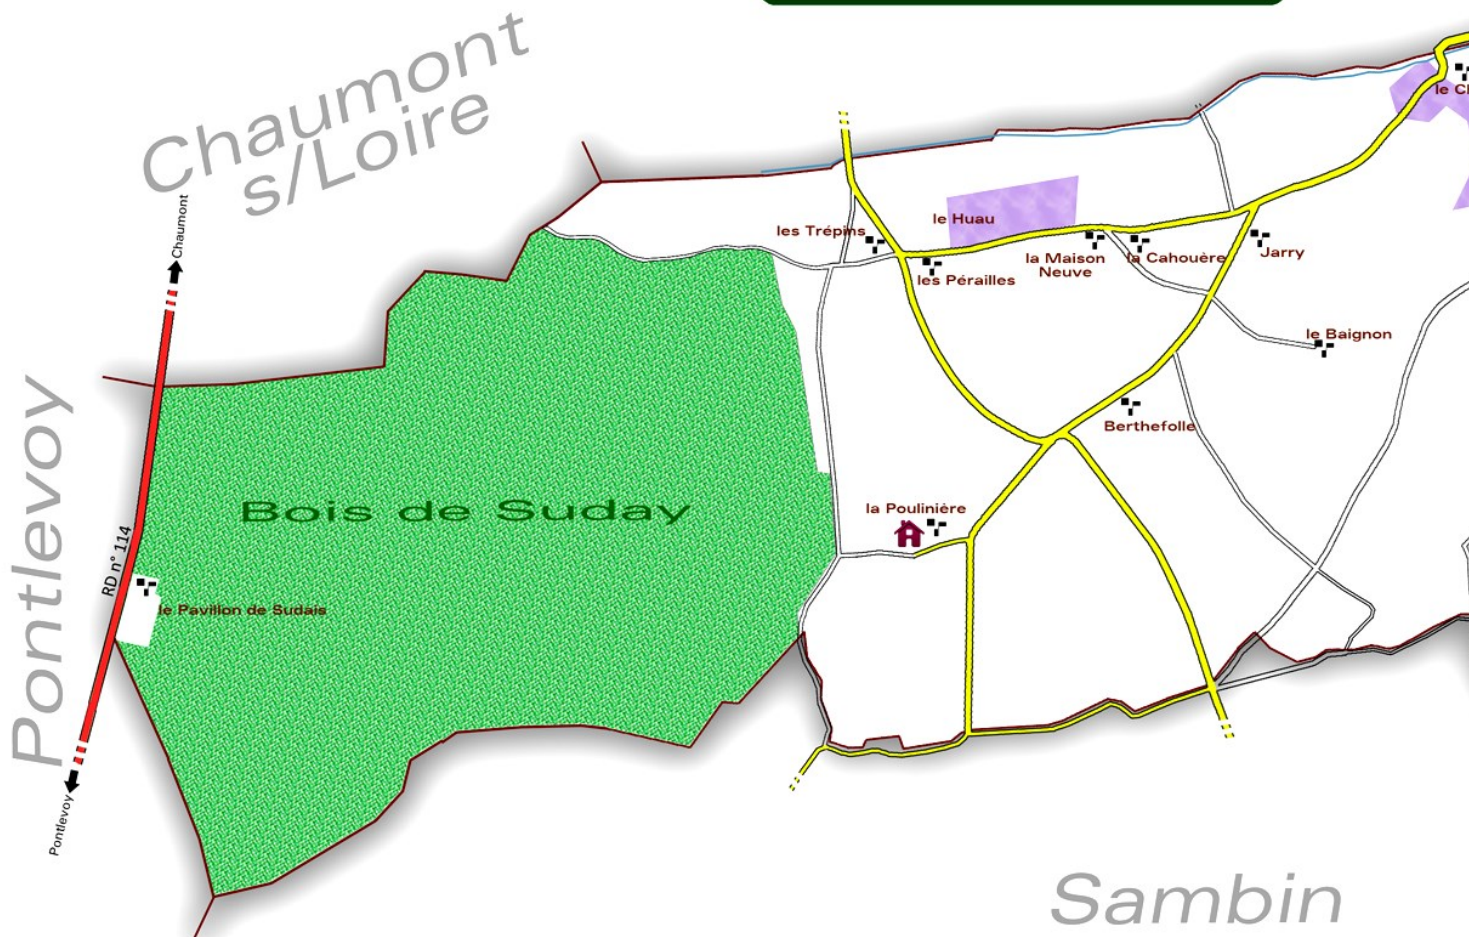 Chaumont
s/Loire
Chaumont
le Huau
les Trépins
la Maison
Neuve
la Cahouère
Jarry
les Pérailles
le Baignon
Berthefolle
Pontlevoy
Bois de Suday
la Poulinière
RD n° 114
le Pavillon de Sudais
Pontlevoy
Sambin